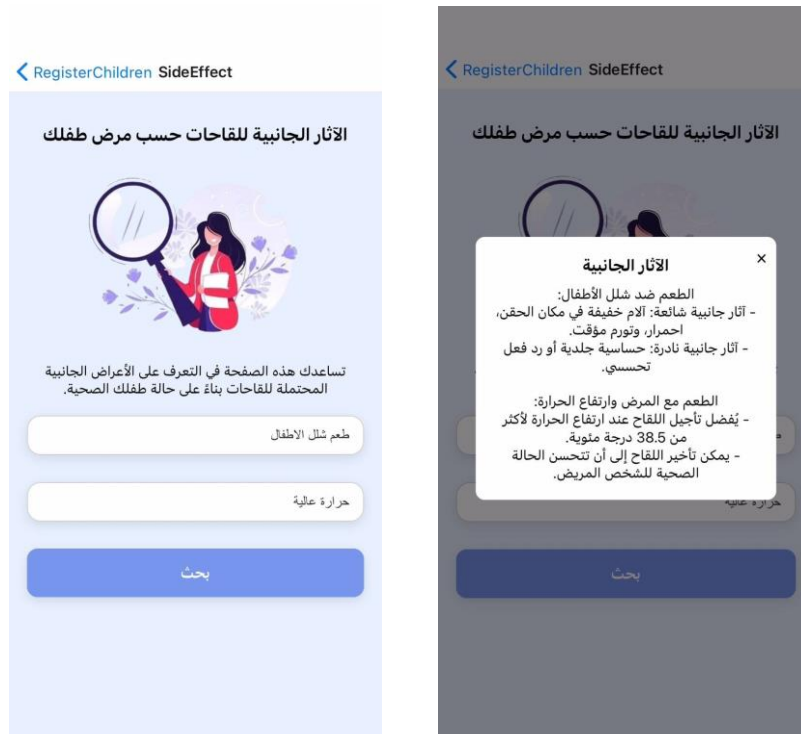 RegisterChildren SideEffect
الآثار الجانبية للقاحات حسب مرض طفلك
تساعدك هذه الصفحة في التعرف على الأعراض الجانبية
المحتملة للقاحات بناءً على حالة طفلك الصحية.
طعم شلل الاطفال
حرارة عالية
بحث
RegisterChildren SideEffect
الآثار الجانبية للقاحات حسب مرض طفلك
×
الآثار الجانبية
الطعم ضد شلل الأطفال:
- آثار جانبية شائعة: آلام خفيفة في مكان الحقن،
احمرار، وتورم مؤقت.
- آثار جانبية نادرة: حساسية جلدية أو رد فعل
تحسسي.
الطعم مع المرض وارتفاع الحرارة:
- يُفضل تأجيل اللقاح عند ارتفاع الحرارة لأكثر
من 38.5 درجة مئوية.
- يمكن تأخير اللقاح إلى أن تتحسن الحالة
الصحية للشخص المريض.
حرارة عالية
بحث